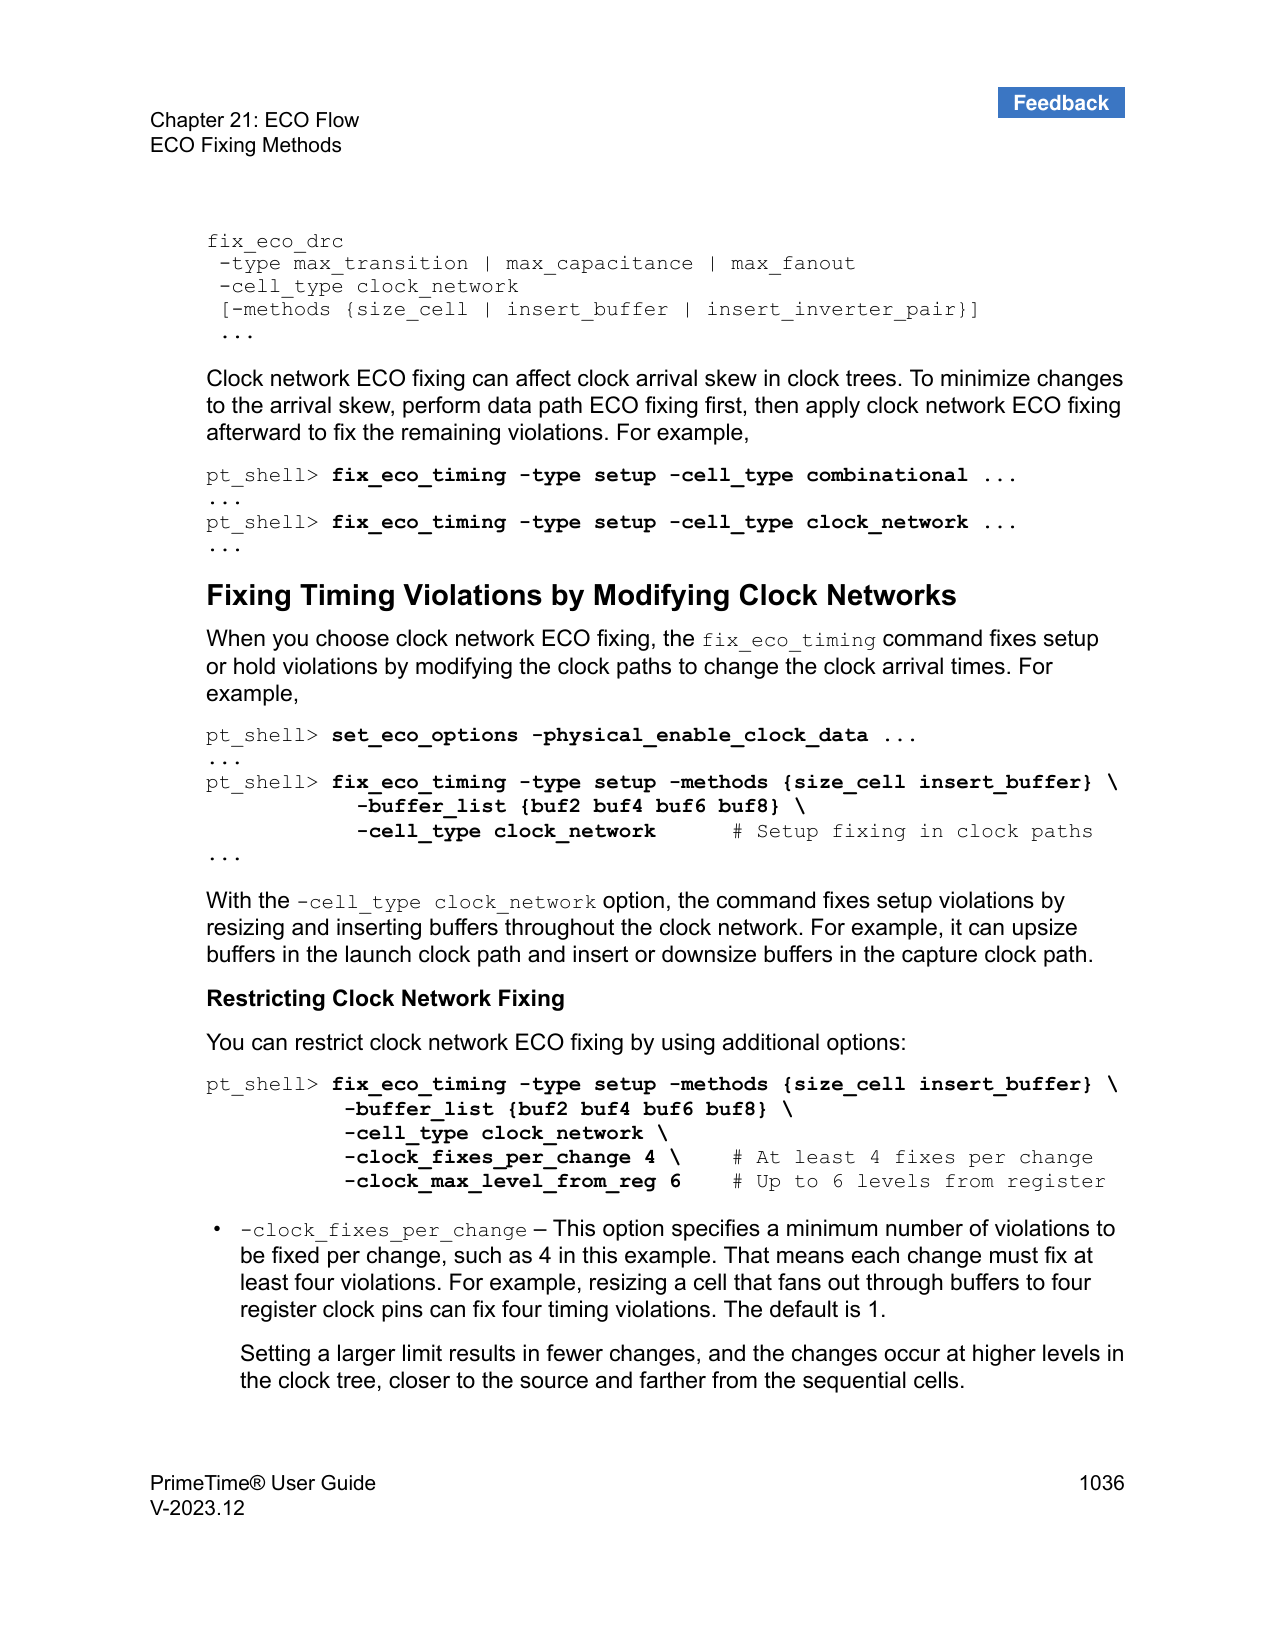 Feedback
Chapter 21: ECO Flow
ECO Fixing Methods
fix_eco_drc
 -type max_transition | max_capacitance | max_fanout
 -cell_type clock_network
 [-methods {size_cell | insert_buffer | insert_inverter_pair}]
 ...
Clock network ECO fixing can affect clock arrival skew in clock trees. To minimize changes
to the arrival skew, perform data path ECO fixing first, then apply clock network ECO fixing
afterward to fix the remaining violations. For example,
pt_shell> fix_eco_timing -type setup -cell_type combinational ...
...
pt_shell> fix_eco_timing -type setup -cell_type clock_network ...
...
Fixing Timing Violations by Modifying Clock Networks
When you choose clock network ECO fixing, the fix_eco_timing command fixes setup
or hold violations by modifying the clock paths to change the clock arrival times. For
example,
pt_shell> set_eco_options -physical_enable_clock_data ...
...
pt_shell> fix_eco_timing -type setup -methods {size_cell insert_buffer} \
            -buffer_list {buf2 buf4 buf6 buf8} \
            -cell_type clock_network      # Setup fixing in clock paths
...
With the -cell_type clock_network option, the command fixes setup violations by
resizing and inserting buffers throughout the clock network. For example, it can upsize
buffers in the launch clock path and insert or downsize buffers in the capture clock path.
Restricting Clock Network Fixing
You can restrict clock network ECO fixing by using additional options:
pt_shell> fix_eco_timing -type setup -methods {size_cell insert_buffer} \
           -buffer_list {buf2 buf4 buf6 buf8} \
           -cell_type clock_network \
           -clock_fixes_per_change 4 \    # At least 4 fixes per change
           -clock_max_level_from_reg 6    # Up to 6 levels from register
• -clock_fixes_per_change – This option specifies a minimum number of violations to
be fixed per change, such as 4 in this example. That means each change must fix at
least four violations. For example, resizing a cell that fans out through buffers to four
register clock pins can fix four timing violations. The default is 1.
Setting a larger limit results in fewer changes, and the changes occur at higher levels in
the clock tree, closer to the source and farther from the sequential cells.
PrimeTime® User Guide 1036
V-2023.12